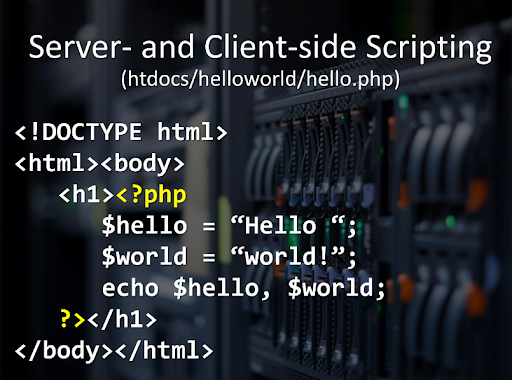 Server- and Client-side Scripting
(htdocs/helloworld/hello.php)
<!DOCTYPE html>
<html><body>
<h1><?php
$hello = “Hello “;
$world = “world!”;
echo $hello, $world;
?></h1>
</body></html>